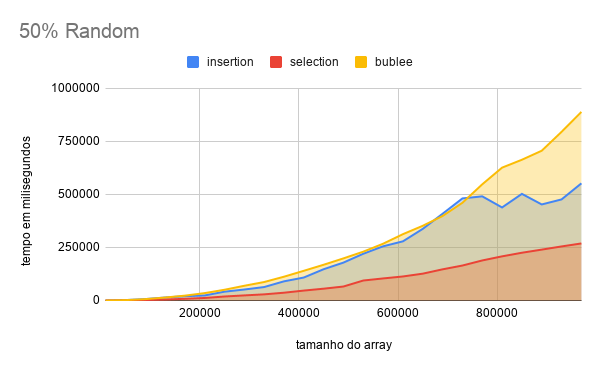 50% Random
insertion selection bublee
1000000
750000
500000
250000
0
tempo em milisegundos
200000 400000 600000 800000
tamanho do array